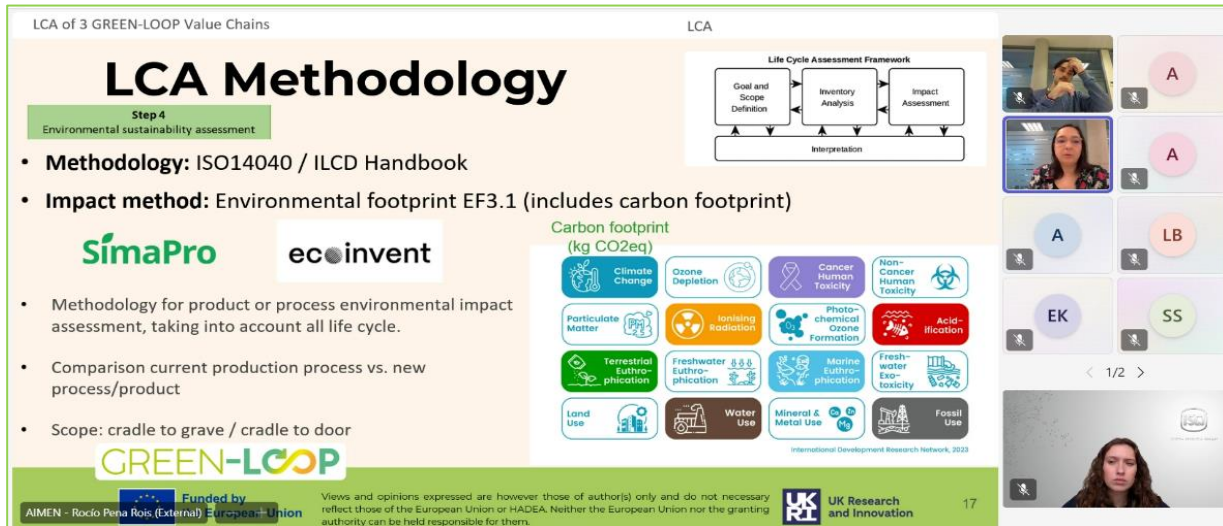 LCA of 3 GREEN-LOOP Value Chains
LCA
LCA Methodology
Step 4
Environmental sustainability assessment
Life Cycle Assessment Framework
Goal and
Scope
Definition
Inventory
Analysis
Impact
Assessment
Interpretation
• Methodology: ISO14040 / ILCD Handbook
• Impact method: Environmental footprint EF3.1 (includes carbon footprint)
SimaPro
ecoinvent
• Methodology for product or process environmental impact
assessment, taking into account all life cycle.
• Comparison current production process vs. new
process/product
• Scope: cradle to grave / cradle to door
Carbon footprint
(kg CO2eq)
Climate
Change
Ozone
Depletion
Cancer
Human
Toxicity
Non-
Cancer
Human
Toxicity
Particulate
Matter
PM
Ionising
Radiation
Photo-
chemical
Ozone
Formation
O₃
Acid-
ification
Terrestrial
Euthro-
phication
Freshwater
Euthro-
phication
Marine
Euthro-
phication
Fresh-
water
Exo-
toxicity
Land
Use
Water
Use
Mineral &
Metal Use
Mg
Fossil
Use
International Development Research Network, 2023
GREEN-LOOP
Funded by
European Union
AIMEN - Rocío Pena Rois (External)
Views and opinions expressed are however those of author(s) only and do not necessary
reflect those of the European Union or HADEA. Neither the European Union nor the granting
authority can be held responsible for them.
UKRI
UK Research
and Innovation
17
A
A
A
LB
EK
SS
1/2
ISQ